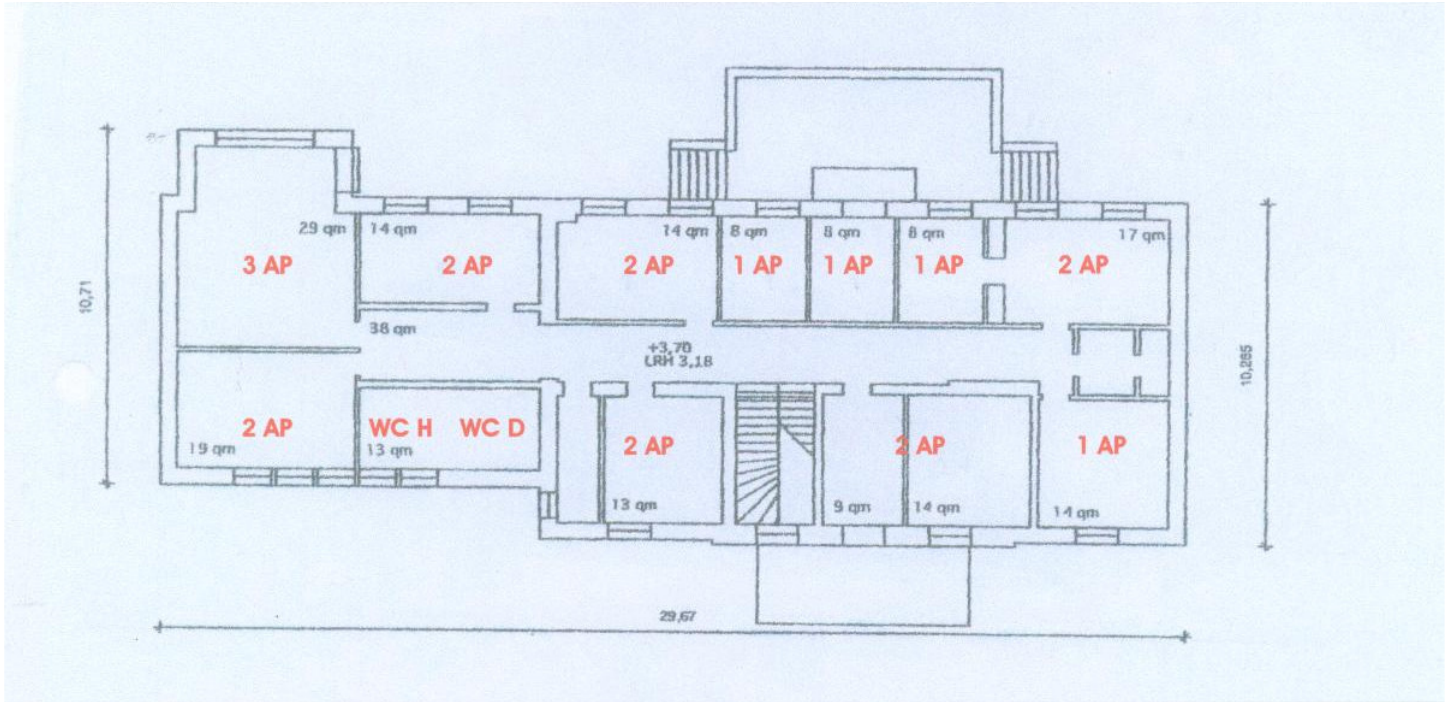 29 qm
14 qm
14 qm
8 qm
8 qm
8 qm
17 qm
3 AP
2 AP
2 AP
1 AP
1 AP
1 AP
2 AP
10,71
38 qm
+3,70
LRH 3,18
10,285
2 AP
WC H
WC D
2 AP
2 AP
1 AP
19 qm
13 qm
13 qm
9 qm
14 qm
14 qm
29,67